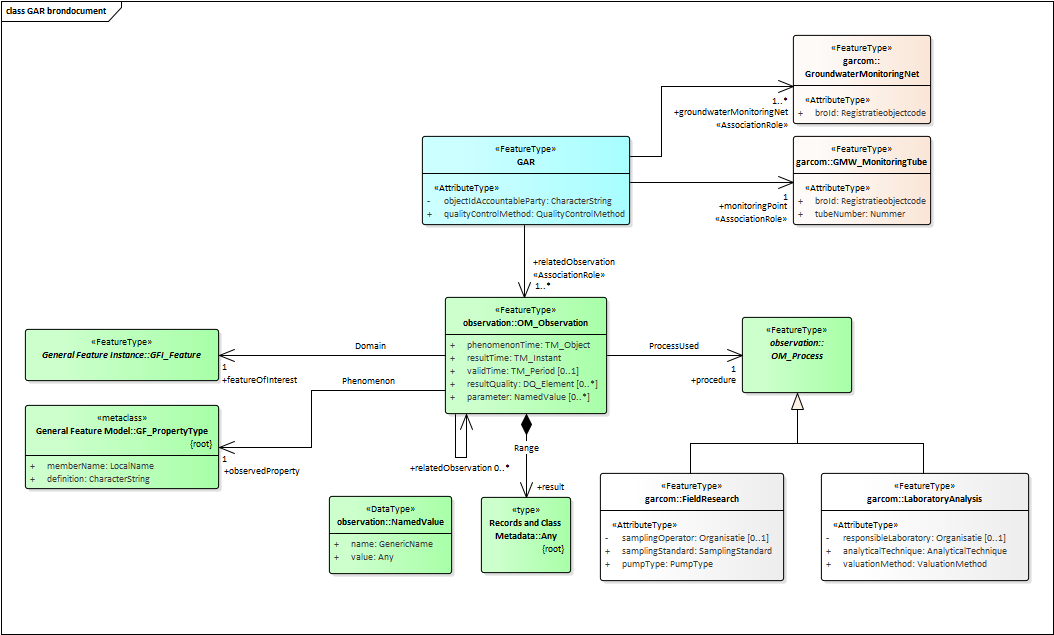 class GAR brondocument
«FeatureType»
garcom::
GroundwaterMonitoringNet
«AttributeType»
+ broId: Registratieobjectcode
1..*
+groundwaterMonitoringNet
«AssociationRole»
«FeatureType»
GAR
«AttributeType»
- objectIdAccountableParty: CharacterString
+ qualityControlMethod: QualityControlMethod
«FeatureType»
garcom::GMW_MonitoringTube
«AttributeType»
+ broId: Registratieobjectcode
+ tubeNumber: Nummer
1
+monitoringPoint
«AssociationRole»
+relatedObservation
«AssociationRole»
1..*
«FeatureType»
observation::OM_Observation
+ phenomenonTime: TM_Object
+ resultTime: TM_Instant
+ validTime: TM_Period [0..1]
+ resultQuality: DQ_Element [0..*]
+ parameter: NamedValue [0..*]
«FeatureType»
General Feature Instance::GFI_Feature
Domain
1
+featureOfInterest
ProcessUsed
1
+procedure
«FeatureType»
observation::
OM_Process
Phenomenon
«metaclass»
General Feature Model::GF_PropertyType
{root}
+ memberName: LocalName
+ definition: CharacterString
1
+observedProperty
Range
+relatedObservation 0..*
+result
«DataType»
observation::NamedValue
+ name: GenericName
+ value: Any
«type»
Records and Class
Metadata::Any
{root}
«FeatureType»
garcom::FieldResearch
«AttributeType»
- samplingOperator: Organisatie [0..1]
+ samplingStandard: SamplingStandard
+ pumpType: PumpType
«FeatureType»
garcom::LaboratoryAnalysis
«AttributeType»
- responsibleLaboratory: Organisatie [0..1]
+ analyticalTechnique: AnalyticalTechnique
+ valuationMethod: ValuationMethod